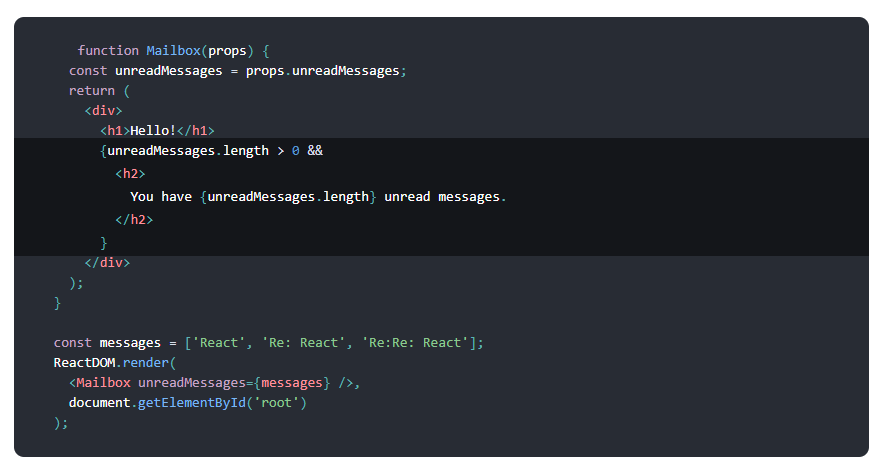 function Mailbox(props) {
const unreadMessages = props.unreadMessages;
return (
<div>
<h1>Hello!</h1>
{unreadMessages.length > 0 &&
<h2>
You have {unreadMessages.length} unread messages.
</h2>
}
</div>
);
}
const messages = ['React', 'Re: React', 'Re:Re: React'];
ReactDOM.render(
<Mailbox unreadMessages={messages} />,
document.getElementById('root')
);